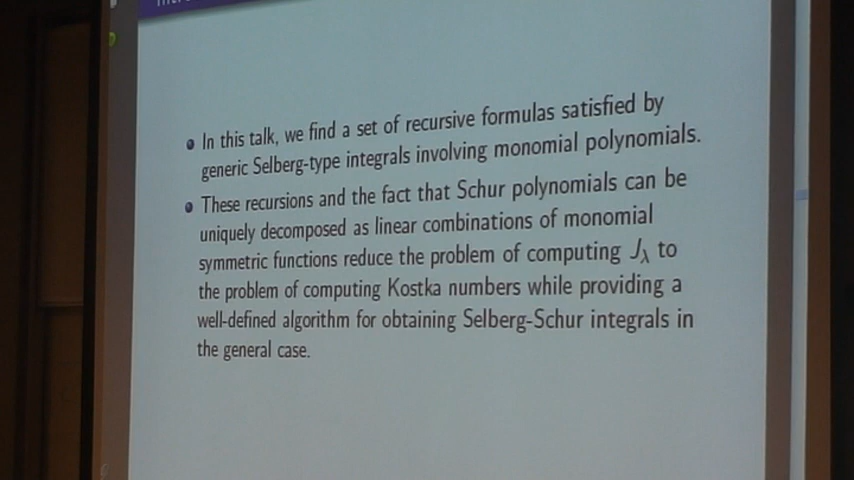 • In this talk, we find a set of recursive formulas satisfied by
generic Selberg-type integrals involving monomial polynomials.
• These recursions and the fact that Schur polynomials can be
uniquely decomposed as linear combinations of monomial
symmetric functions reduce the problem of computing J_λ to
the problem of computing Kostka numbers while providing a
well-defined algorithm for obtaining Selberg-Schur integrals in
the general case.